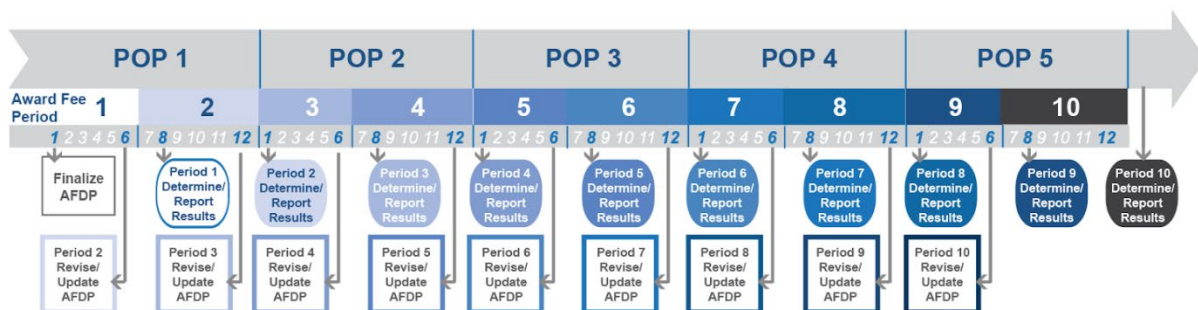 POP 1 POP 2 POP 3 POP 4 POP 5
Award Fee
Period
1 2 3 4 5 6 7 8 9 10
1 2 3 4 5 6 7 8 9 10 11 12 1 2 3 4 5 6 7 8 9 10 11 12 1 2 3 4 5 6 7 8 9 10 11 12 1 2 3 4 5 6 7 8 9 10 11 12 1 2 3 4 5 6 7 8 9 10 11 12
Finalize
AFDP
Period 1
Determine/
Report
Results
Period 2
Determine/
Report
Results
Period 3
Determine/
Report
Results
Period 4
Determine/
Report
Results
Period 5
Determine/
Report
Results
Period 6
Determine/
Report
Results
Period 7
Determine/
Report
Results
Period 8
Determine/
Report
Results
Period 9
Determine/
Report
Results
Period 10
Determine/
Report
Results
Period 2
Revise/
Update
AFDP
Period 3
Revise/
Update
AFDP
Period 4
Revise/
Update
AFDP
Period 5
Revise/
Update
AFDP
Period 6
Revise/
Update
AFDP
Period 7
Revise/
Update
AFDP
Period 8
Revise/
Update
AFDP
Period 9
Revise/
Update
AFDP
Period 10
Revise/
Update
AFDP